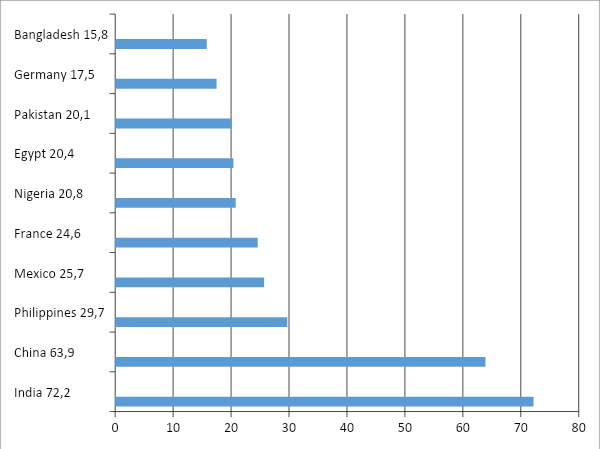 Bangladesh 15,8
Germany 17,5
Pakistan 20,1
Egypt 20,4
Nigeria 20,8
France 24,6
Mexico 25,7
Philippines 29,7
China 63,9
India 72,2
0 10 20 30 40 50 60 70 80